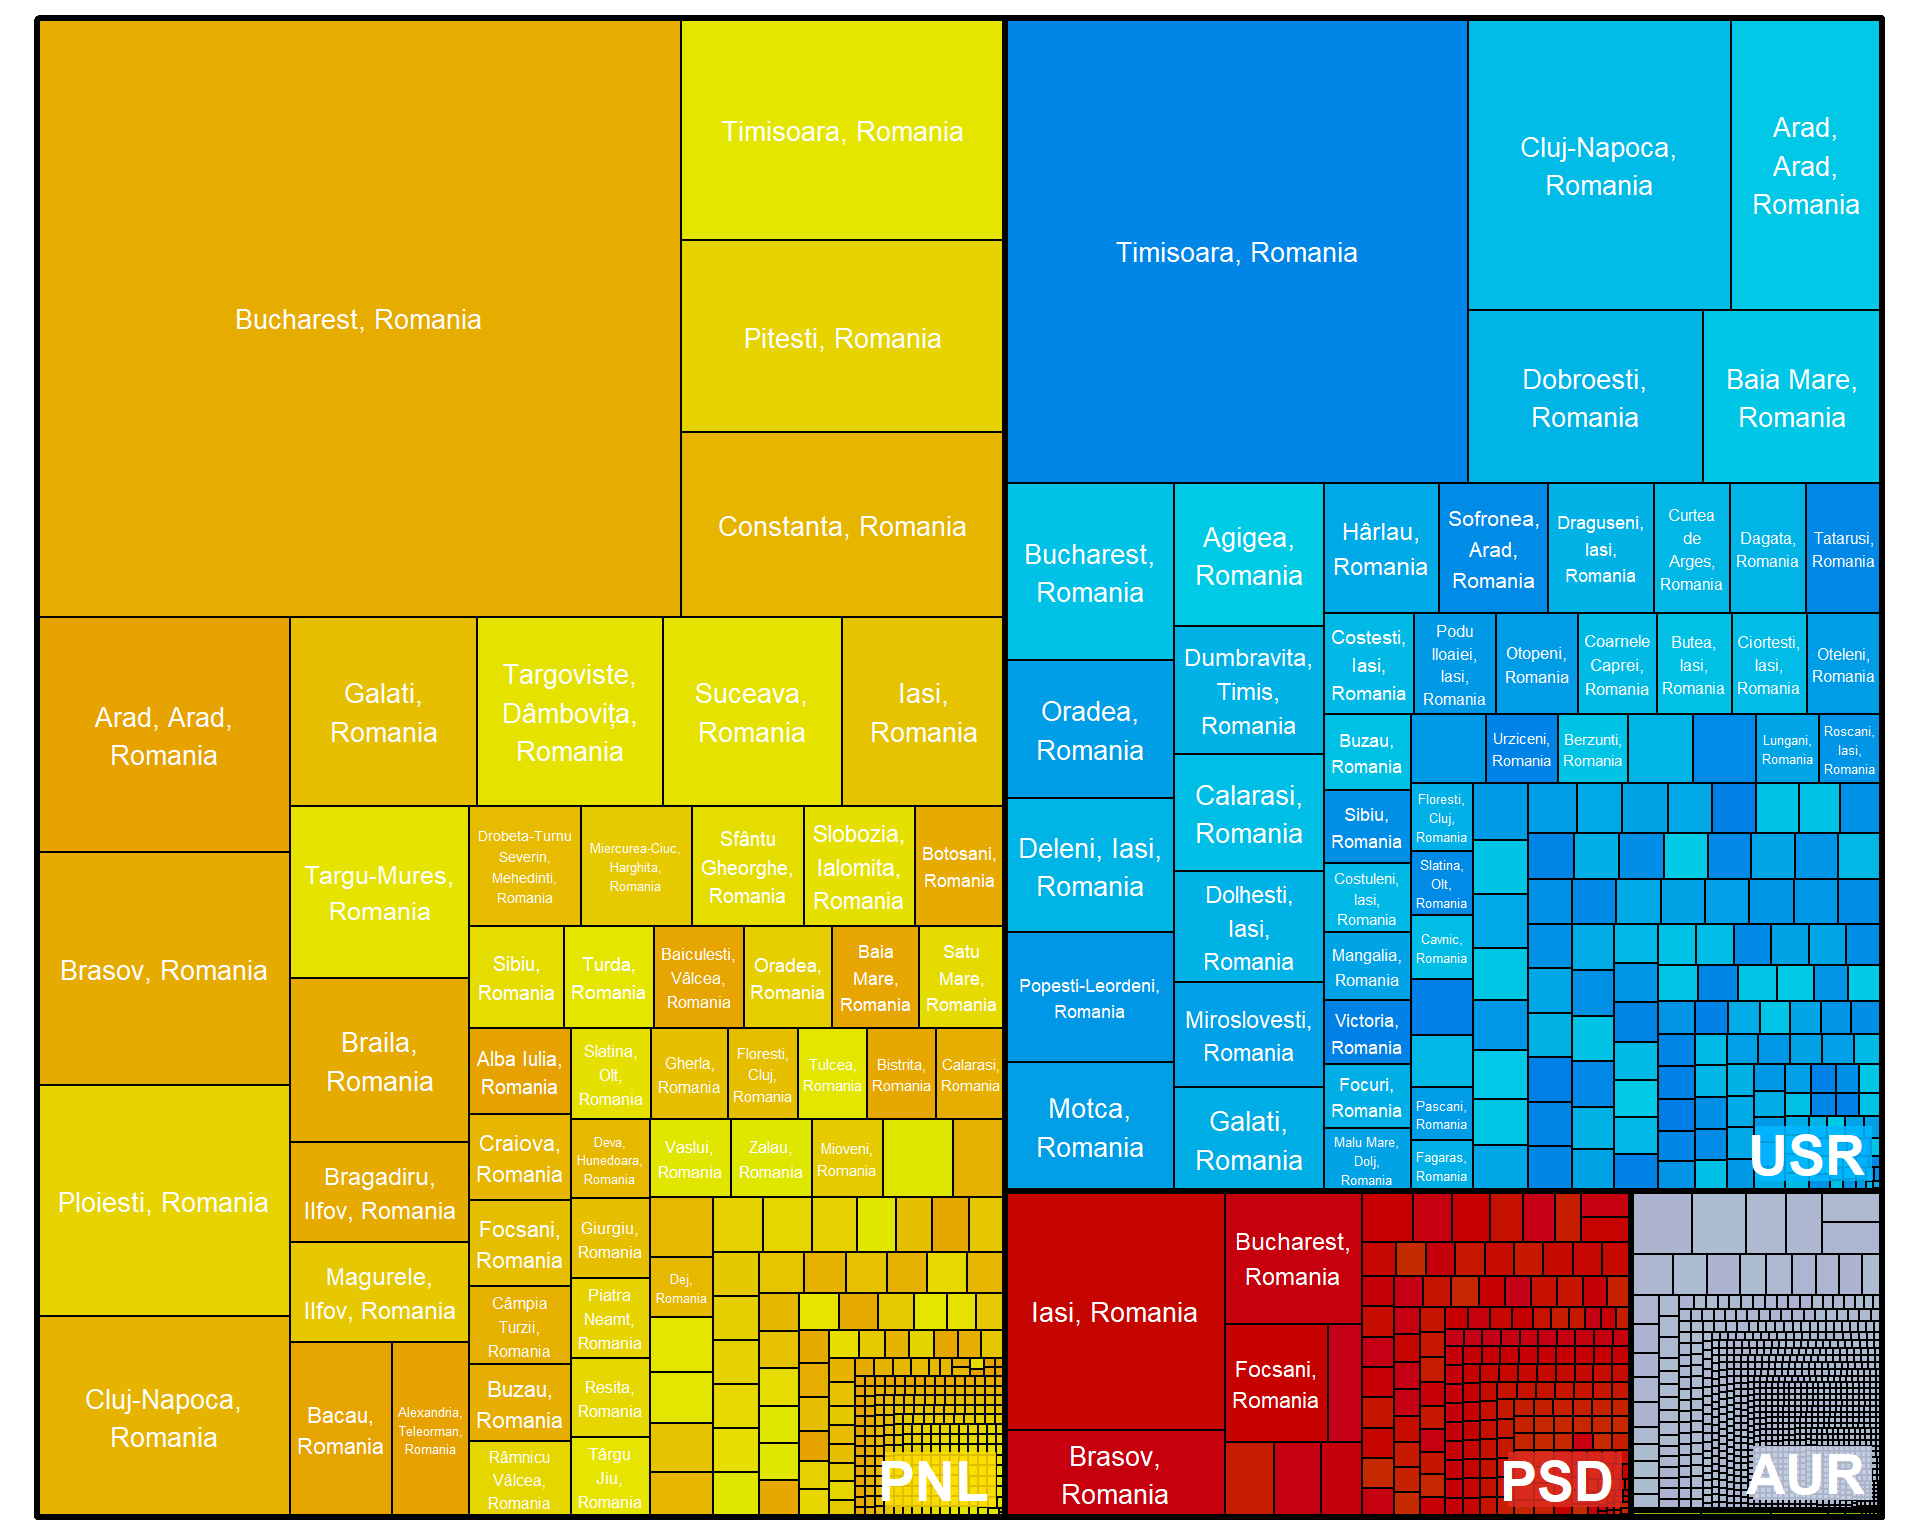 Bucharest, Romania
Timisoara, Romania
Pitesti, Romania
Constanta, Romania
Arad, Arad,
Romania
Brasov, Romania
Ploiesti, Romania
Cluj-Napoca,
Romania
Galati,
Romania
Targoviste,
Dâmbovița,
Romania
Suceava,
Romania
Iasi,
Romania
Targu-Mures,
Romania
Braila,
Romania
Bragadiru,
Ilfov, Romania
Magurele,
Ilfov, Romania
Bacau,
Romania
Alexandria,
Teleorman,
Romania
Drobeta-Turnu
Severin,
Mehedinti,
Romania
Miercurea-Ciuc,
Harghita,
Romania
Sfântu
Gheorghe,
Romania
Slobozia,
Ialomita,
Romania
Botosani,
Romania
Sibiu,
Romania
Turda,
Romania
Baiculesti,
Vâlcea,
Romania
Oradea,
Romania
Baia
Mare,
Romania
Satu
Mare,
Romania
Alba Iulia,
Romania
Craiova,
Romania
Focsani,
Romania
Câmpia
Turzii,
Romania
Buzau,
Romania
Râmnicu
Vâlcea,
Romania
Slatina,
Olt,
Romania
Gherla,
Romania
Floresti,
Cluj,
Romania
Tulcea,
Romania
Bistrita,
Romania
Calarasi,
Romania
Deva,
Hunedoara,
Romania
Giurgiu,
Romania
Piatra
Neamt,
Romania
Resita,
Romania
Târgu
Jiu,
Romania
Vaslui,
Romania
Zalau,
Romania
Mioveni,
Romania
Dej,
Romania
PNL
Timisoara, Romania
Cluj-Napoca,
Romania
Arad,
Arad,
Romania
Dobroesti,
Romania
Baia Mare,
Romania
Bucharest,
Romania
Oradea,
Romania
Deleni, Iasi,
Romania
Popesti-Leordeni,
Romania
Motca,
Romania
Agigea,
Romania
Dumbravita,
Timis,
Romania
Calarasi,
Romania
Dolhesti,
Iasi,
Romania
Miroslovesti,
Romania
Galati,
Romania
Hârlau,
Romania
Sofronea,
Arad,
Romania
Draguseni,
Iasi,
Romania
Curtea
de
Arges,
Romania
Dagata,
Romania
Tatarusi,
Romania
Costesti,
Iasi,
Romania
Podu
Iloaiei,
Iasi,
Romania
Otopeni,
Romania
Coarnele
Caprei,
Romania
Butea,
Iasi,
Romania
Ciortesti,
Iasi,
Romania
Oteleni,
Romania
Buzau,
Romania
Sibiu,
Romania
Costuleni,
Iasi,
Romania
Mangalia,
Romania
Victoria,
Romania
Focuri,
Romania
Malu Mare,
Dolj,
Romania
Urziceni,
Romania
Berzunti,
Romania
Lungani,
Romania
Roscani,
Iasi,
Romania
Floresti,
Cluj,
Romania
Slatina,
Olt,
Romania
Cavnic,
Romania
Pascani,
Romania
Fagaras,
Romania
USR
Iasi, Romania
Brasov,
Romania
Bucharest,
Romania
Focsani,
Romania
PSD
AUR